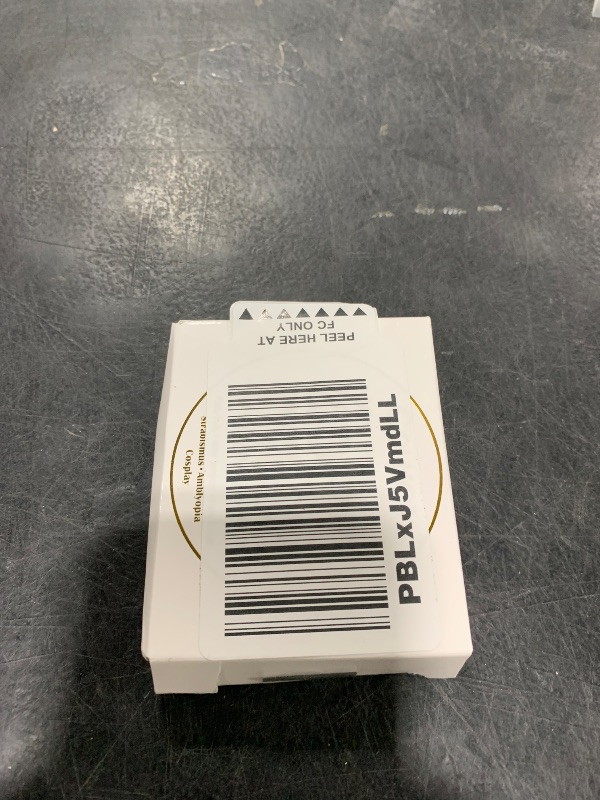 PEEL HERE AT
FC ONLY
PBLxJ5VmdLL
Strabismus • Amblyopia
Cosplay